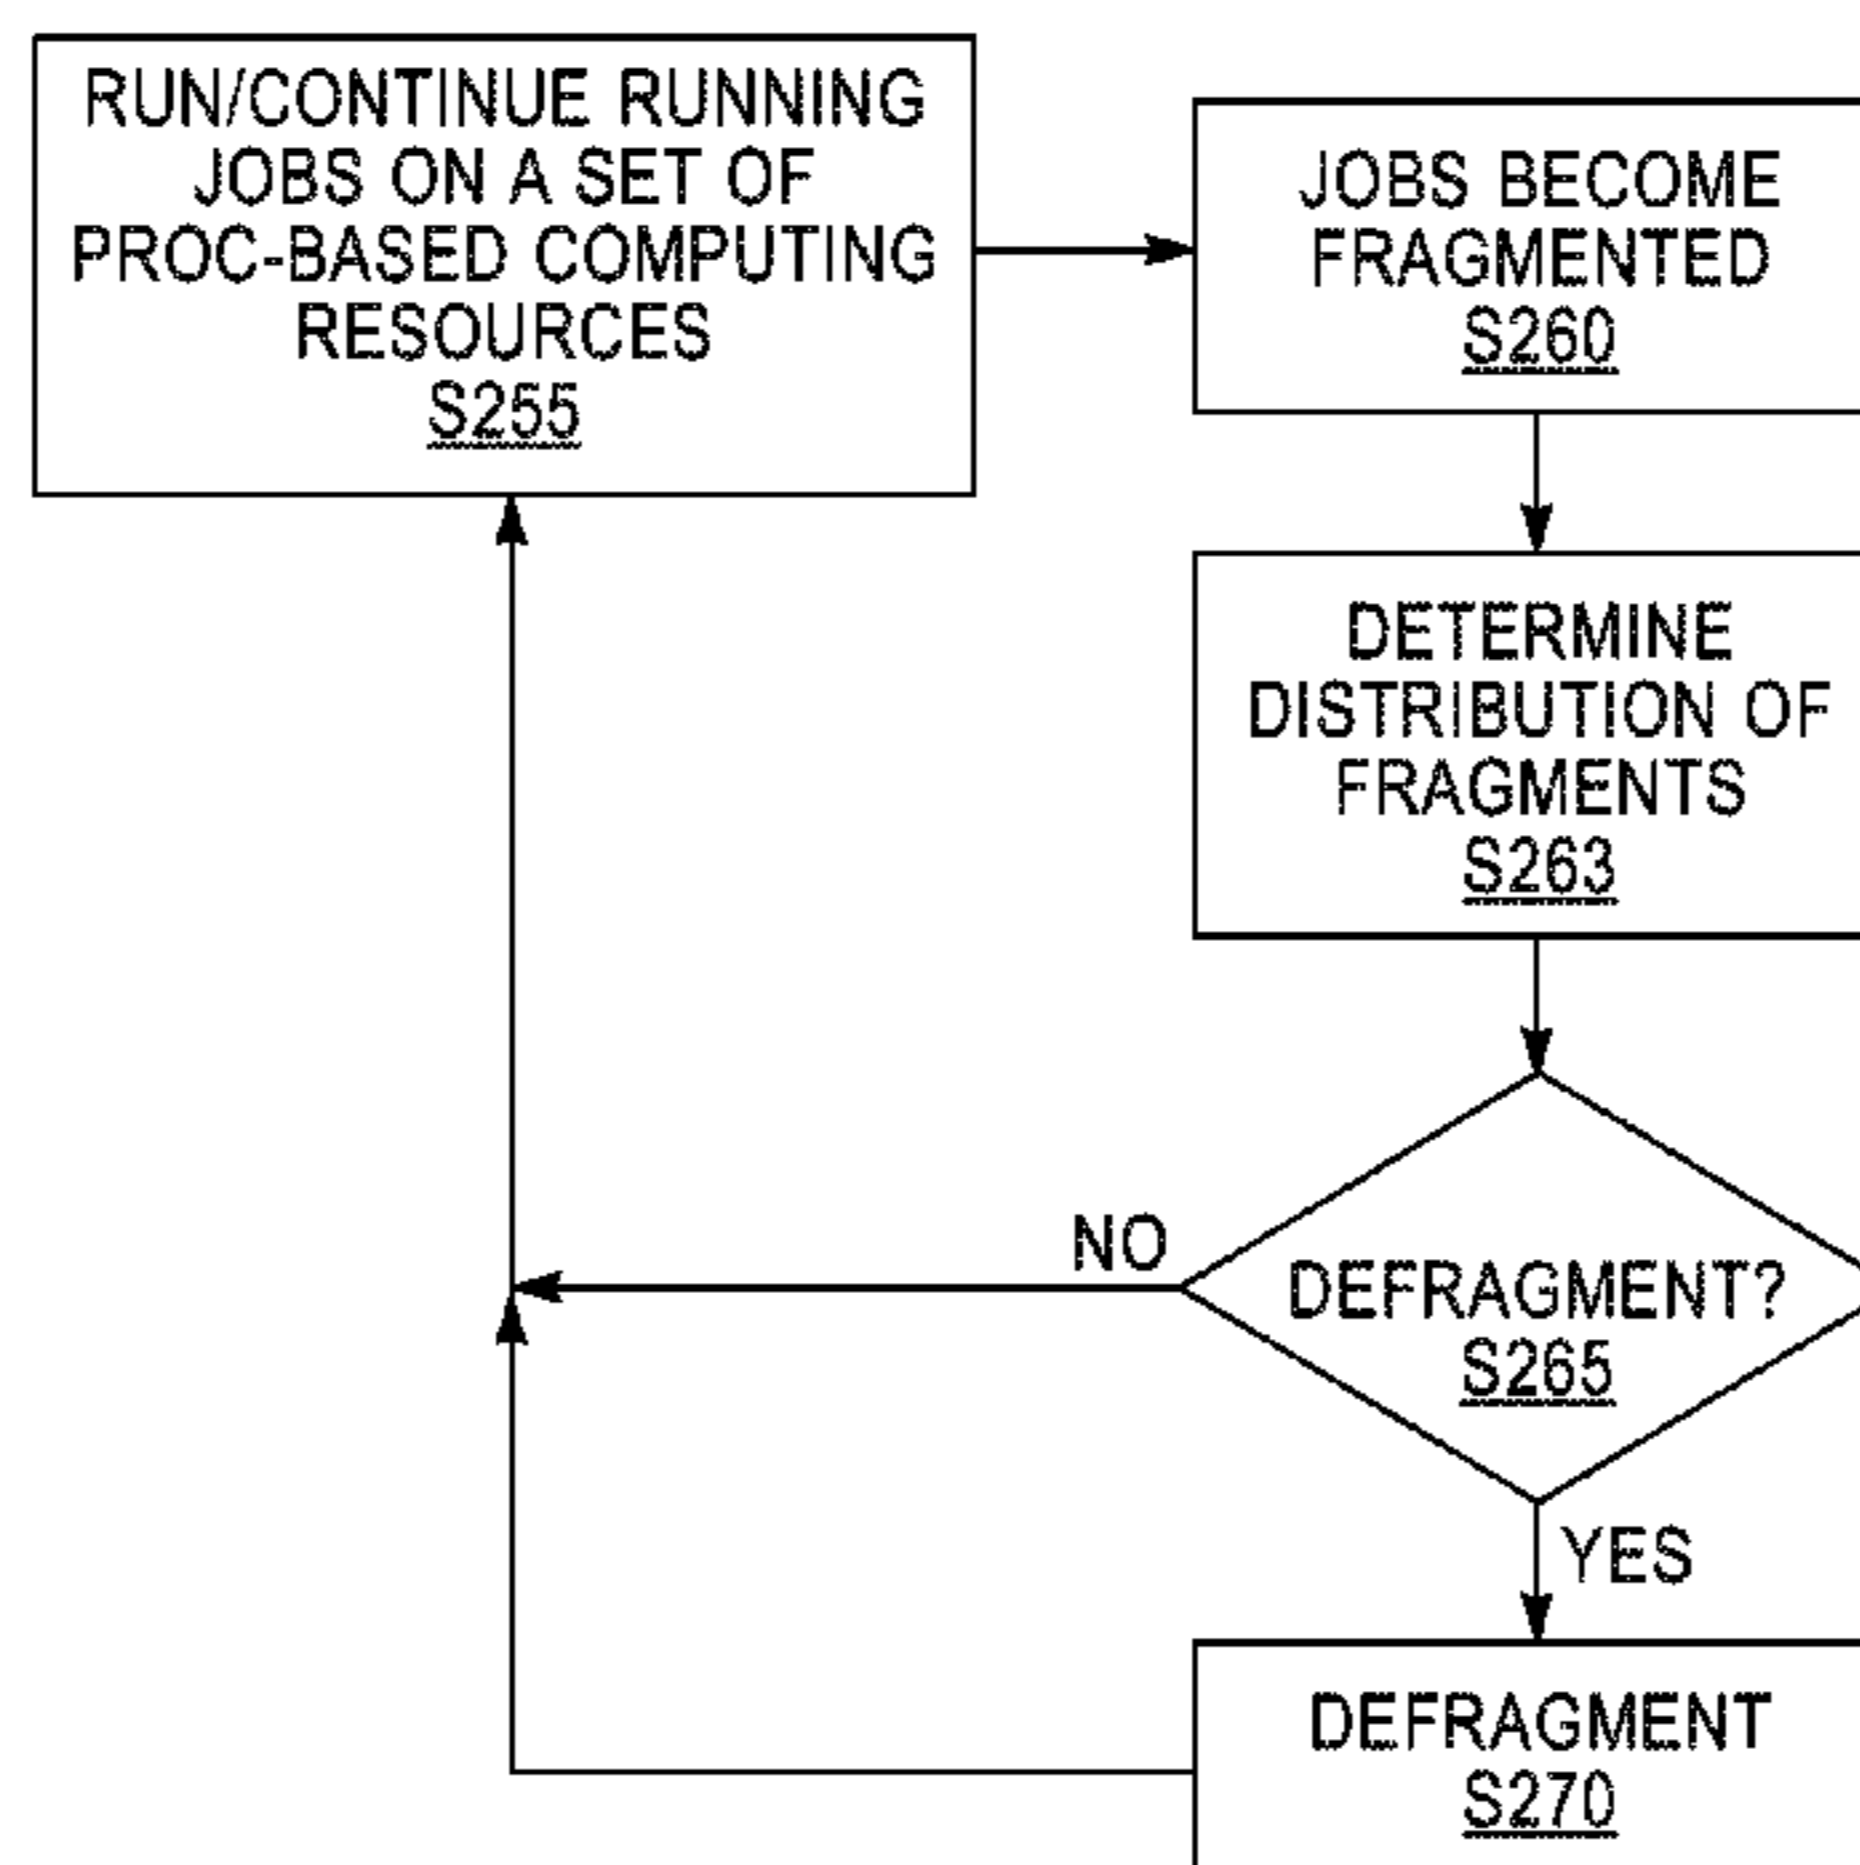 RUN/CONTINUE RUNNING
JOBS ON A SET OF
PROC-BASED COMPUTING
RESOURCES
S255
JOBS BECOME
FRAGMENTED
S260
DETERMINE
DISTRIBUTION OF
FRAGMENTS
S263
DEFRAGMENT?
S265
NO
YES
DEFRAGMENT
S270